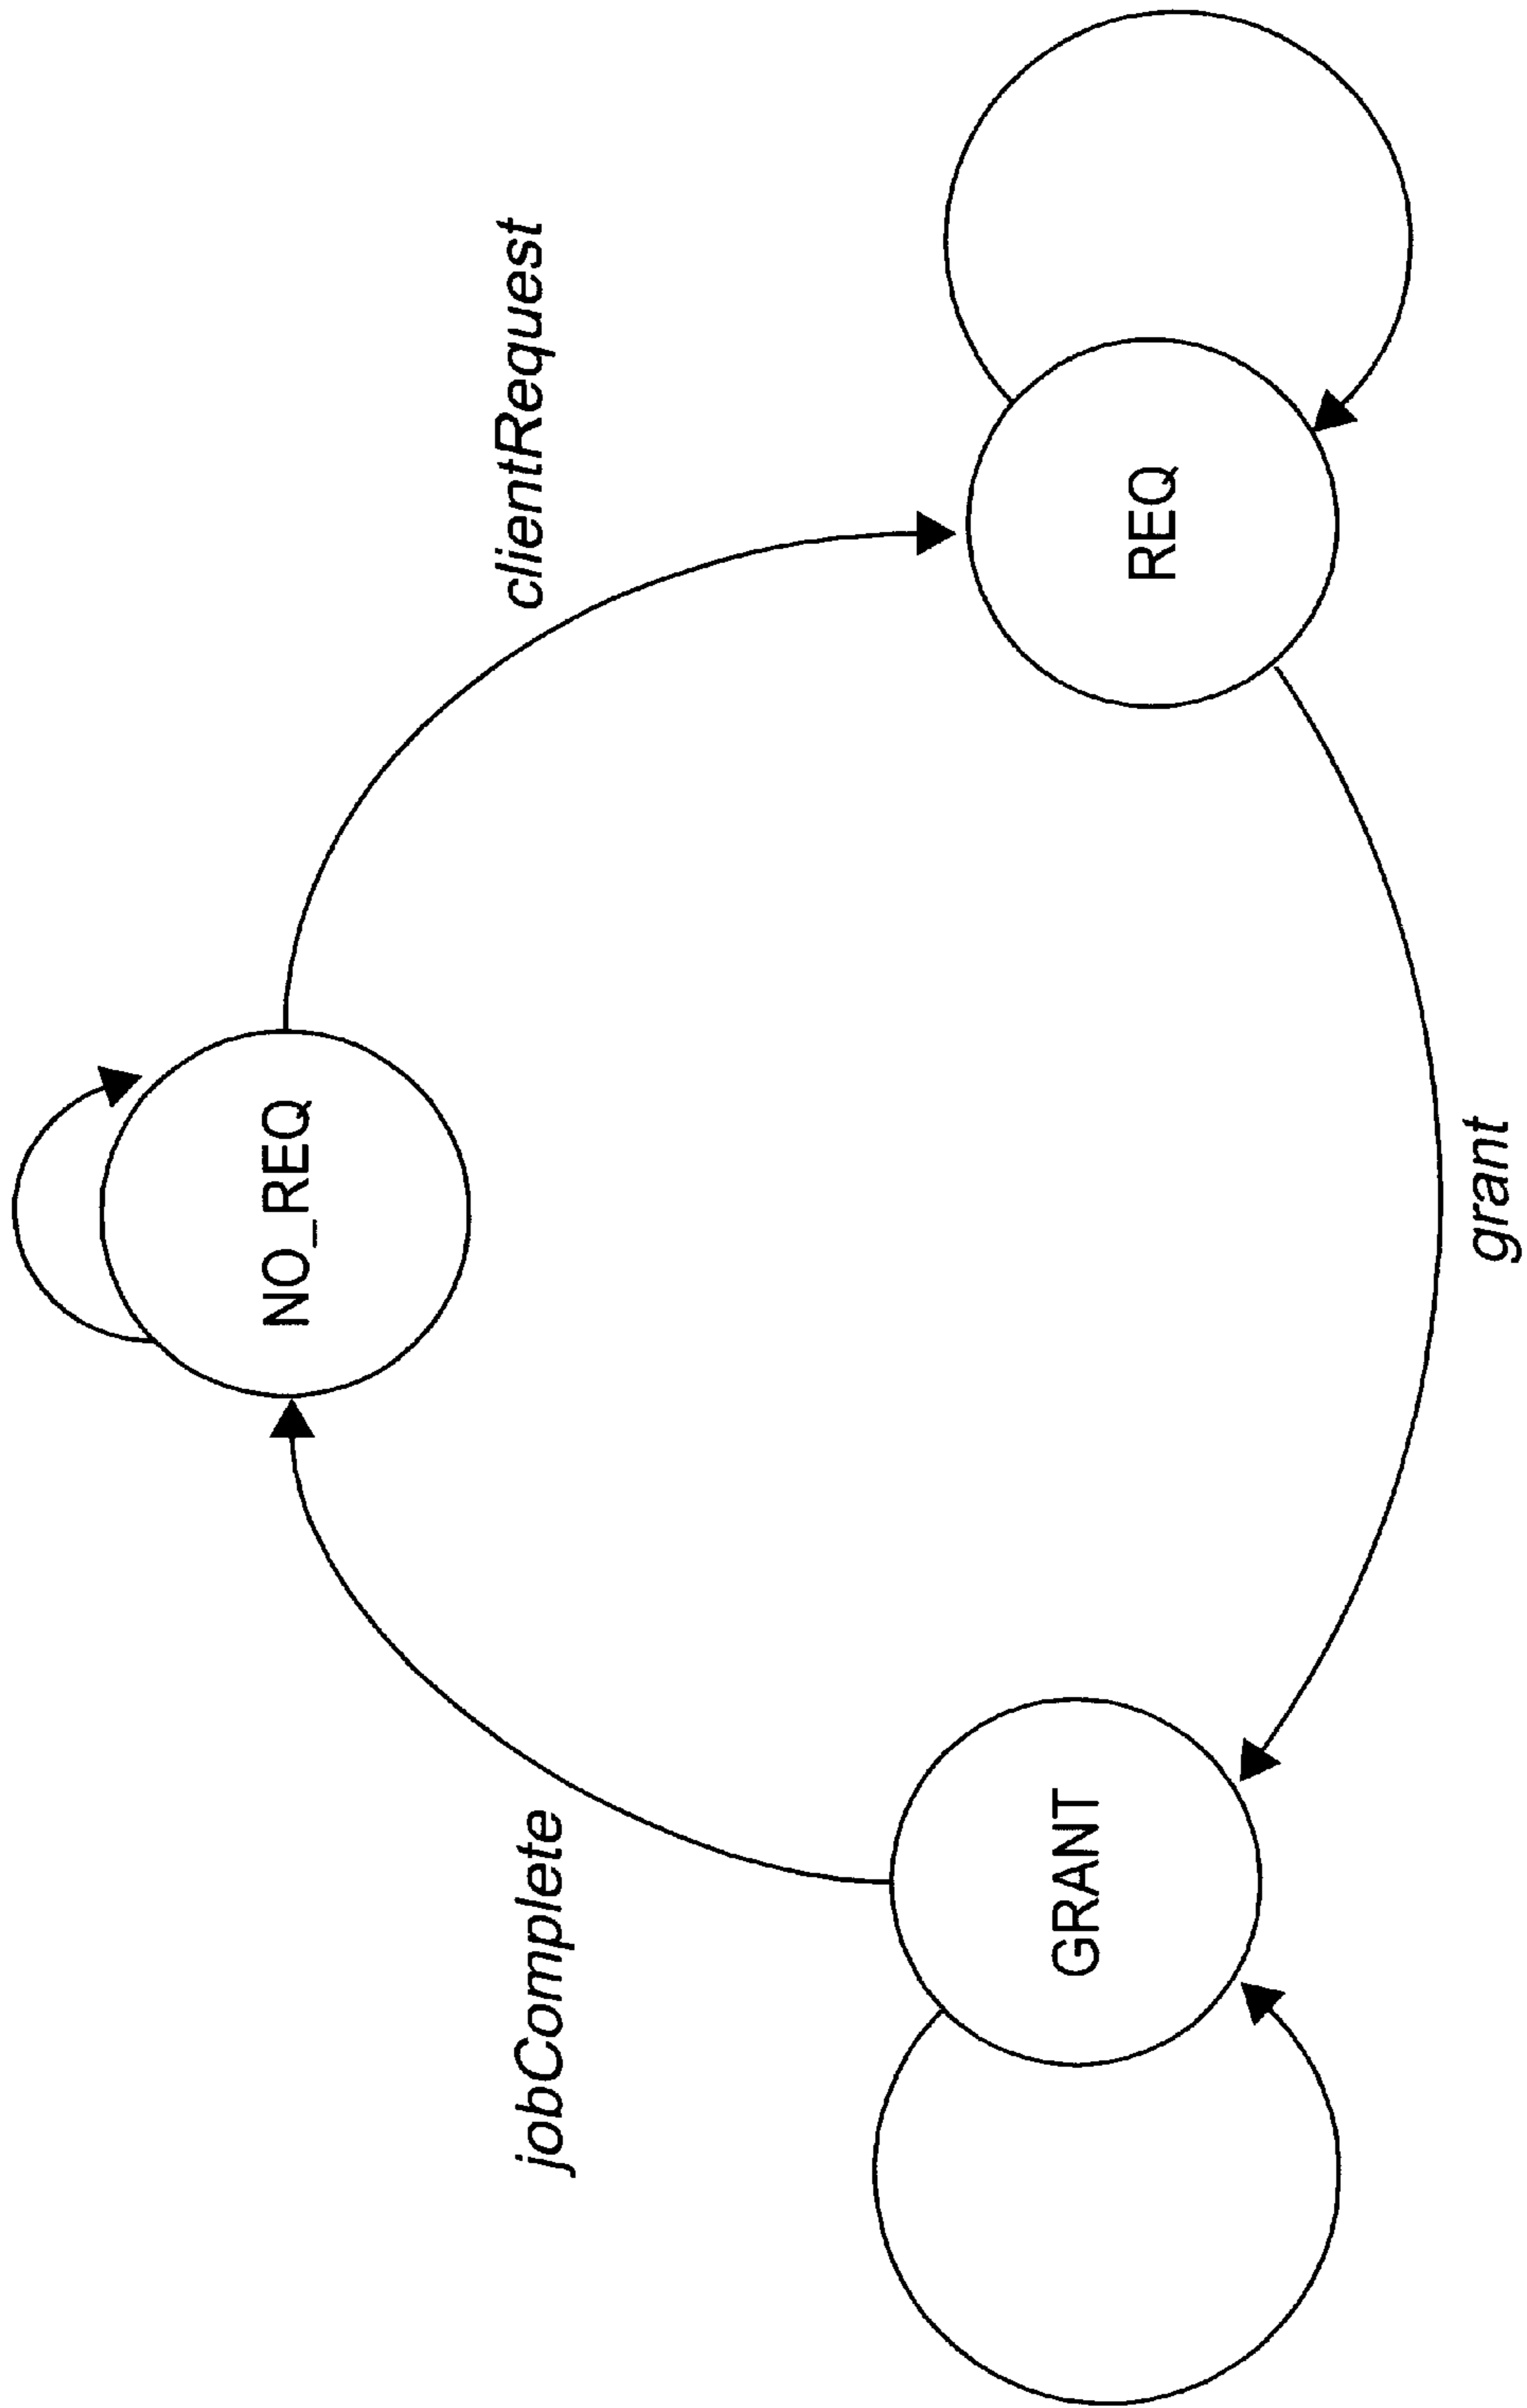 NO_REQ
jobComplete
clientRequest
GRANT
REQ
grant